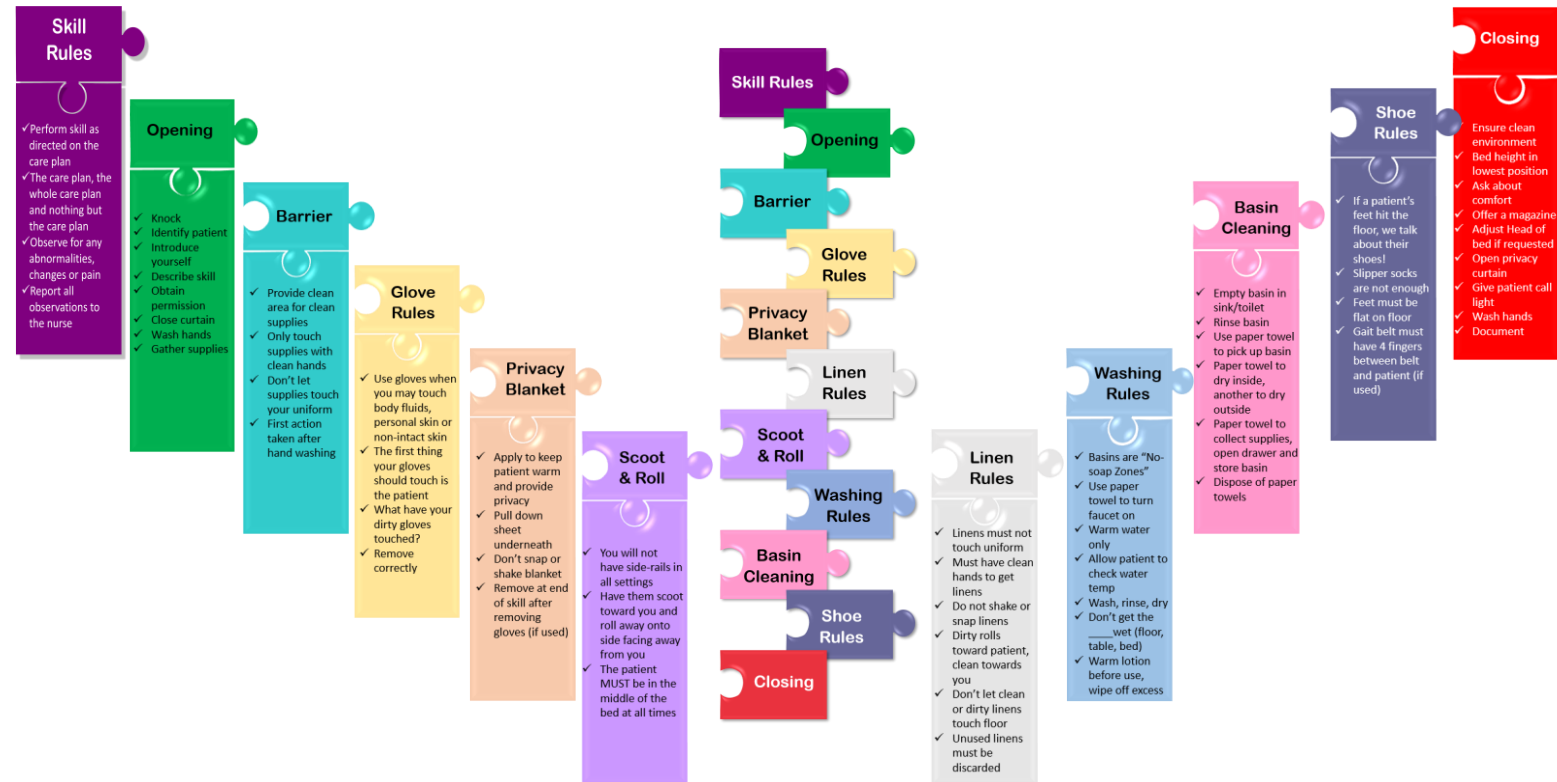 Skill
Rules
✓Perform skill as
directed on the
care plan
✓The care plan, the
whole care plan
and nothing but
the care plan
✓Observe for any
abnormalities,
changes or pain
✓Report all
observations to
the nurse
Opening
✓ Knock
✓ Identify patient
✓ Introduce
yourself
✓ Describe skill
✓ Obtain
permission
✓ Close curtain
✓ Wash hands
✓ Gather supplies
Barrier
✓ Provide clean
area for clean
supplies
✓ Only touch
supplies with
clean hands
✓ Don't let
supplies touch
your uniform
✓ First action
taken after
hand washing
Glove
Rules
✓ Use gloves when
you may touch
body fluids,
personal skin or
non-intact skin
✓ The first thing
your gloves
should touch is
the patient
✓ What have your
dirty gloves
touched?
✓ Remove
correctly
Privacy
Blanket
✓ Apply to keep
patient warm
and provide
privacy
✓ Pull down
sheet
underneath
✓ Don't snap or
shake blanket
✓ Remove at end
of skill after
removing
gloves (if used)
Scoot
& Roll
✓ You will not
have side-rails in
all settings
✓ Have them scoot
toward you and
roll away onto
side facing away
from you
✓ The patient
MUST be in the
middle of the
bed at all times
Skill Rules
Opening
Barrier
Glove
Rules
Privacy
Blanket
Linen
Rules
Scoot
& Roll
Washing
Rules
Basin
Cleaning
Shoe
Rules
Closing
Linen
Rules
✓ Linens must not
touch uniform
✓ Must have clean
hands to get
linens
✓ Do not shake or
snap linens
✓ Dirty rolls
toward patient,
clean towards
you
✓ Don't let clean
or dirty linens
touch floor
✓ Unused linens
must be
discarded
Washing
Rules
✓ Basins are "No-
soap Zones"
✓ Use paper
towel to turn
faucet on
✓ Warm water
only
✓ Allow patient to
check water
temp
✓ Wash, rinse, dry
✓ Don't get the
____wet (floor,
table, bed)
✓ Warm lotion
before use,
wipe off excess
Basin
Cleaning
✓ Empty basin in
sink/toilet
✓ Rinse basin
✓ Use paper towel
to pick up basin
✓ Paper towel to
dry inside,
another to dry
outside
✓ Paper towel to
collect supplies,
open drawer and
store basin
✓ Dispose of paper
towels
Shoe
Rules
✓ If a patient's
feet hit the
floor, we talk
about their
shoes!
✓ Slipper socks
are not enough
✓ Feet must be
flat on floor
✓ Gait belt must
have 4 fingers
between belt
and patient (if
used)
Closing
✓ Ensure clean
environment
✓ Bed height in
lowest position
✓ Ask about
comfort
✓ Offer a magazine
✓ Adjust Head of
bed if requested
✓ Open privacy
curtain
✓ Give patient call
light
✓ Wash hands
✓ Document